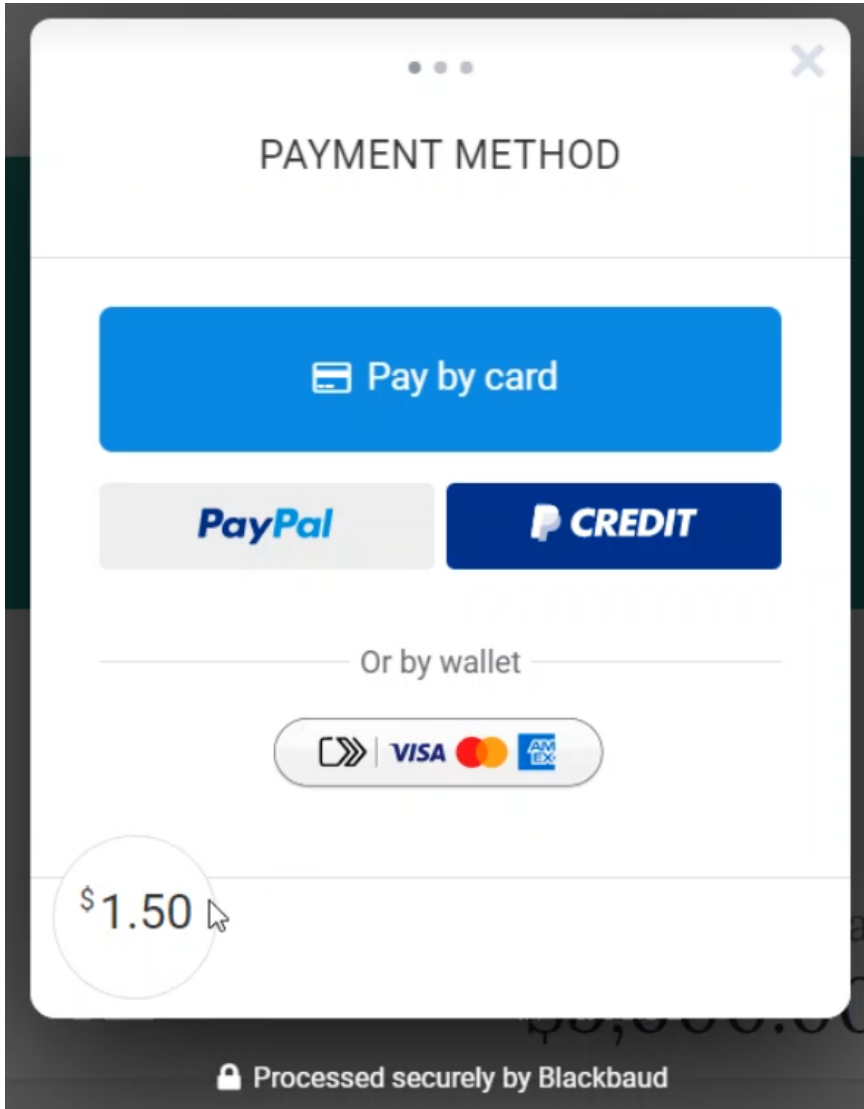 PAYMENT METHOD
Pay by card
PayPal
P CREDIT
Or by wallet
VISA AM EX
$1.50
Processed securely by Blackbaud